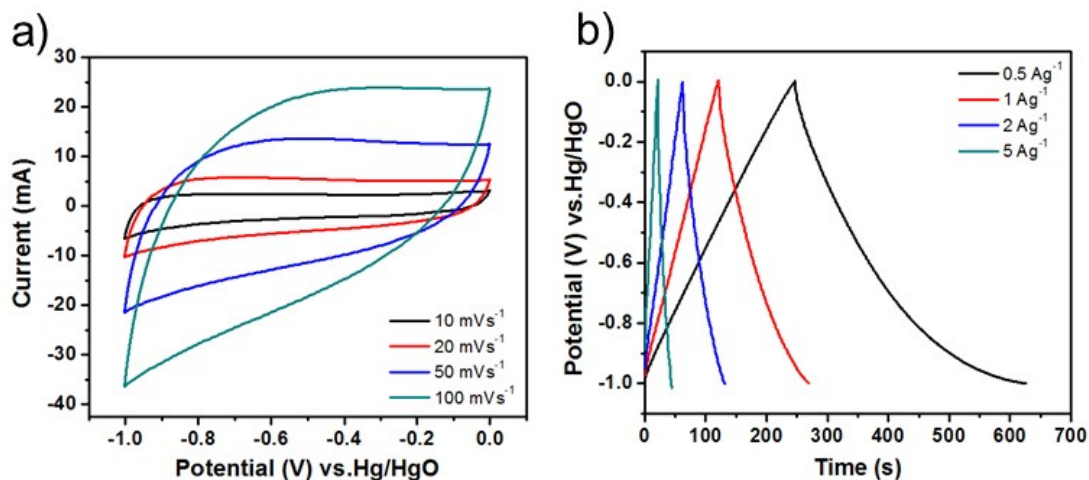 a)
30
20
10
0
-10
-20
-30
-40
Current (mA)
10 mVs⁻¹
20 mVs⁻¹
50 mVs⁻¹
100 mVs⁻¹
-1.0 -0.8 -0.6 -0.4 -0.2 0.0
Potential (V) vs.Hg/HgO
b)
0.0
-0.2
-0.4
-0.6
-0.8
-1.0
Potential (V) vs.Hg/HgO
0.5 Ag⁻¹
1 Ag⁻¹
2 Ag⁻¹
5 Ag⁻¹
0 100 200 300 400 500 600 700
Time (s)